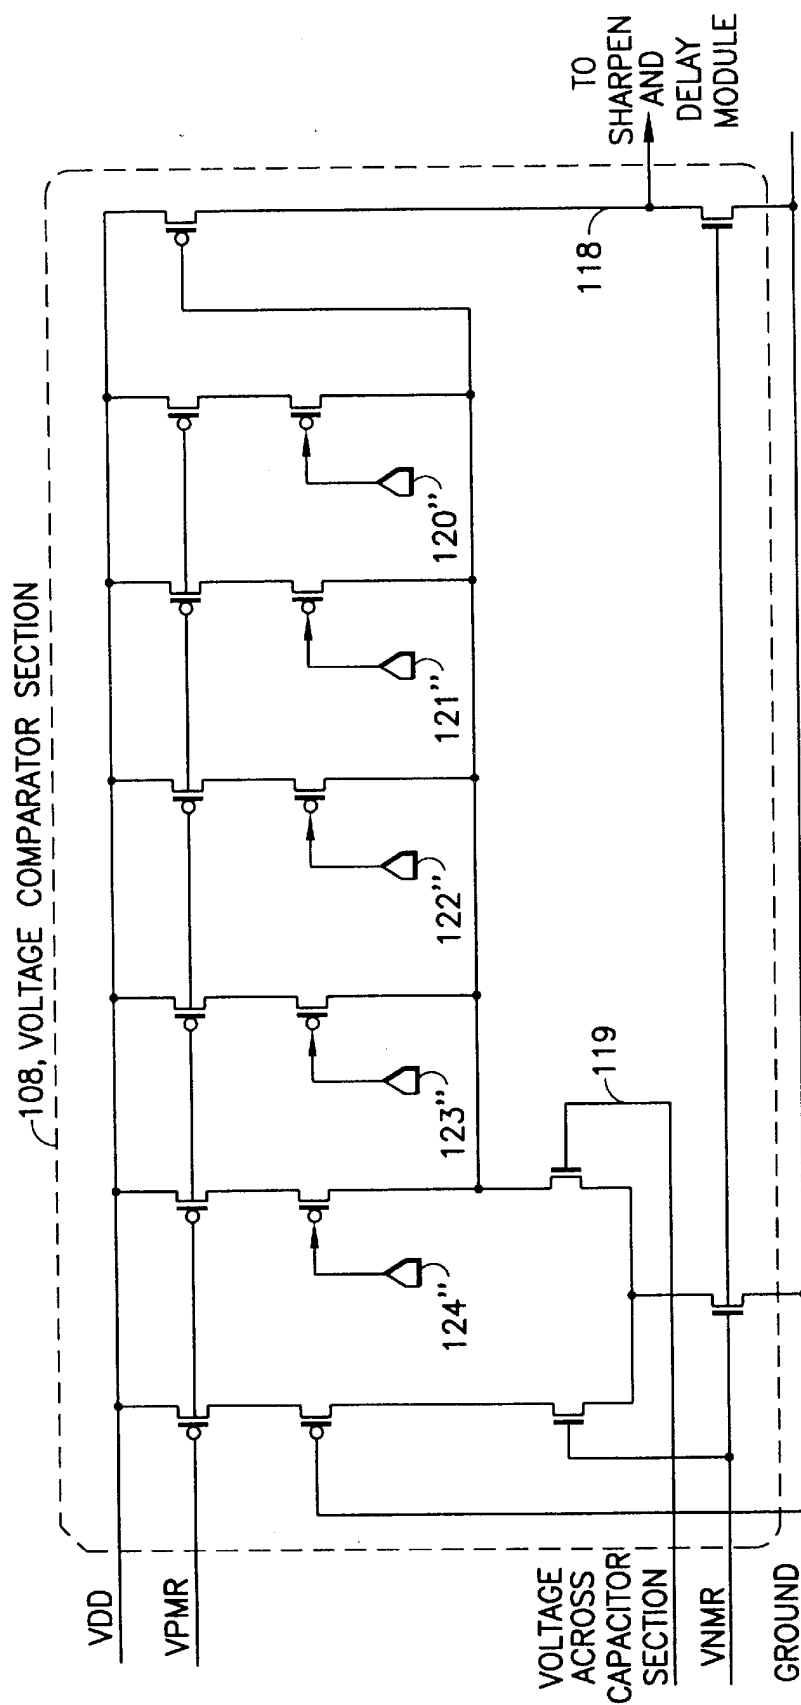 108, VOLTAGE COMPARATOR SECTION
VDD
VPMR
VOLTAGE
ACROSS
CAPACITOR
SECTION
VNMR
GROUND
124"
123"
122"
121"
120"
119
118
TO
SHARPEN
AND
DELAY
MODULE